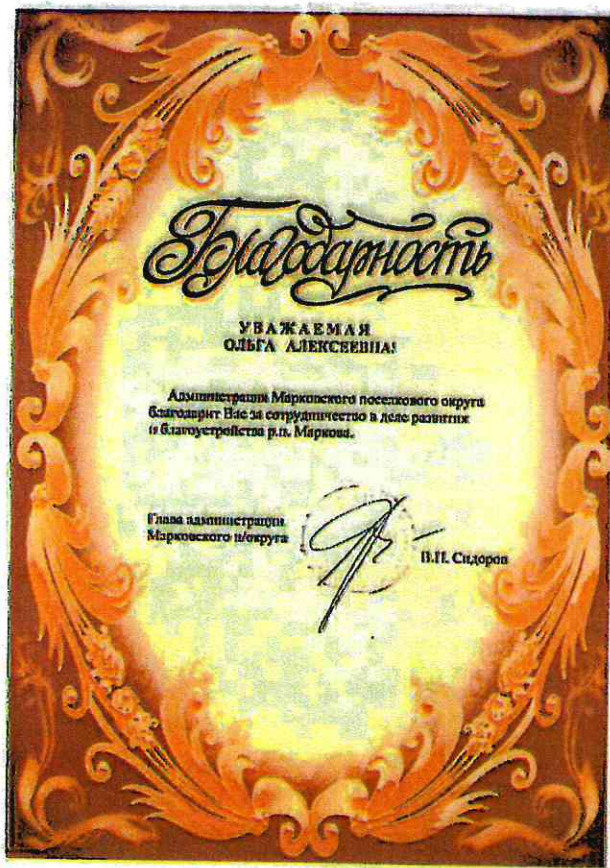 Благодарность
УВАЖАЕМАЯ
ОЛЬГА АЛЕКСЕЕВНА!
Администрация Марковского поселкового округа
благодарит Вас за сотрудничество в деле развития
и благоустройства р.п. Маркова.
Глава администрации
Марковского п/округа
В.П. Сидоров